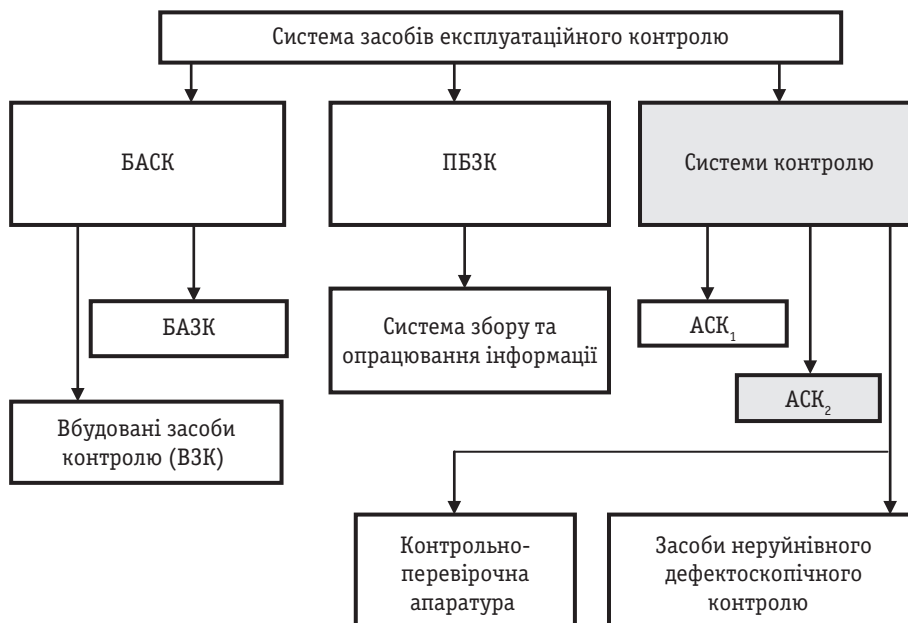 Система засобів експлуатаційного контролю
БАСК
ПБЗК
Системи контролю
БАЗК
Система збору та
опрацювання інформації
АСК₁
АСК₂
Вбудовані засоби
контролю (ВЗК)
Контрольно-
перевірочна
апаратура
Засоби неруйнівного
дефектоскопічного
контролю